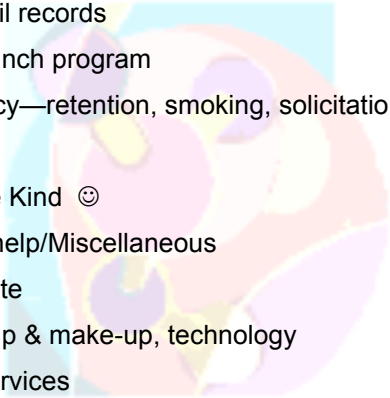 il records
nch program
cy—retention, smoking, solicitatio
e Kind ☺
help/Miscellaneous
te
p & make-up, technology
rvices